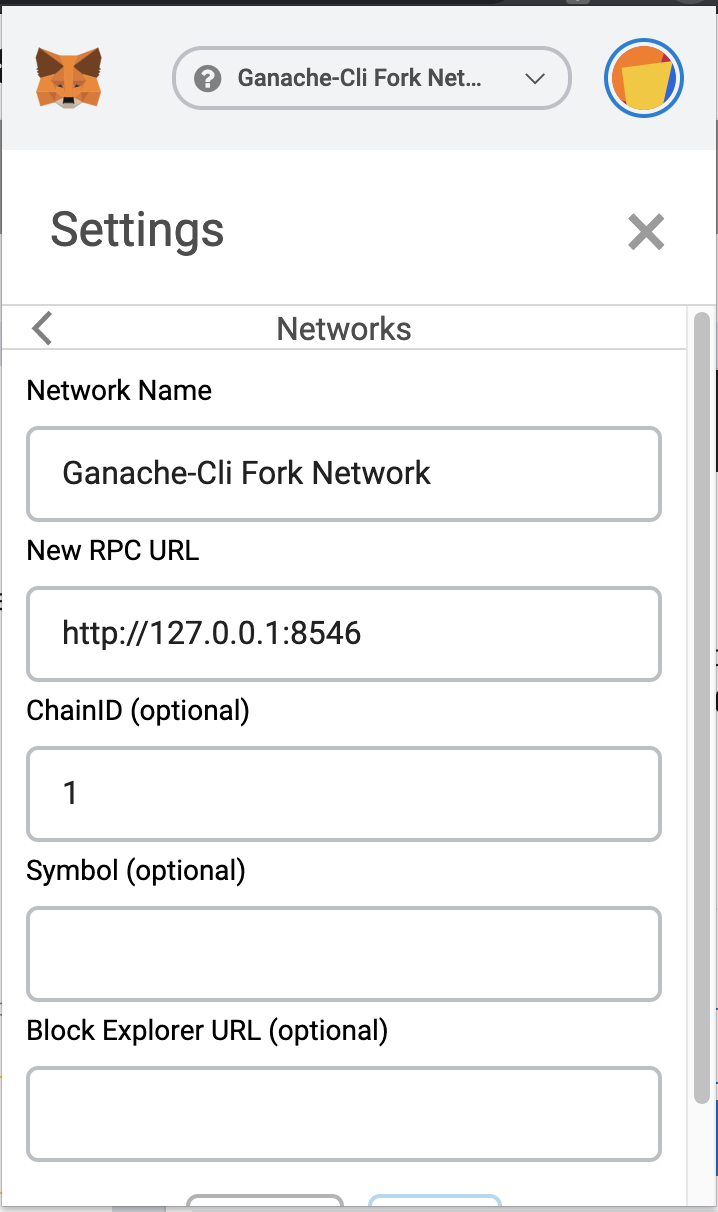 Ganache-Cli Fork Net...
Settings
Networks
Network Name
Ganache-Cli Fork Network
New RPC URL
http://127.0.0.1:8546
ChainID (optional)
1
Symbol (optional)
Block Explorer URL (optional)